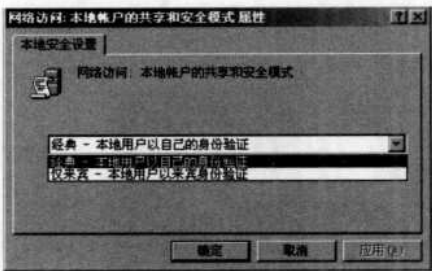 网络访问: 本地帐户的共享和安全模式 属性
本地安全设置
网络访问: 本地帐户的共享和安全模式
经典 - 本地用户以自己的身份验证
经典 - 本地用户以自己的身份验证
仅来宾 - 本地用户以来宾身份验证
确定
取消
应用(A)